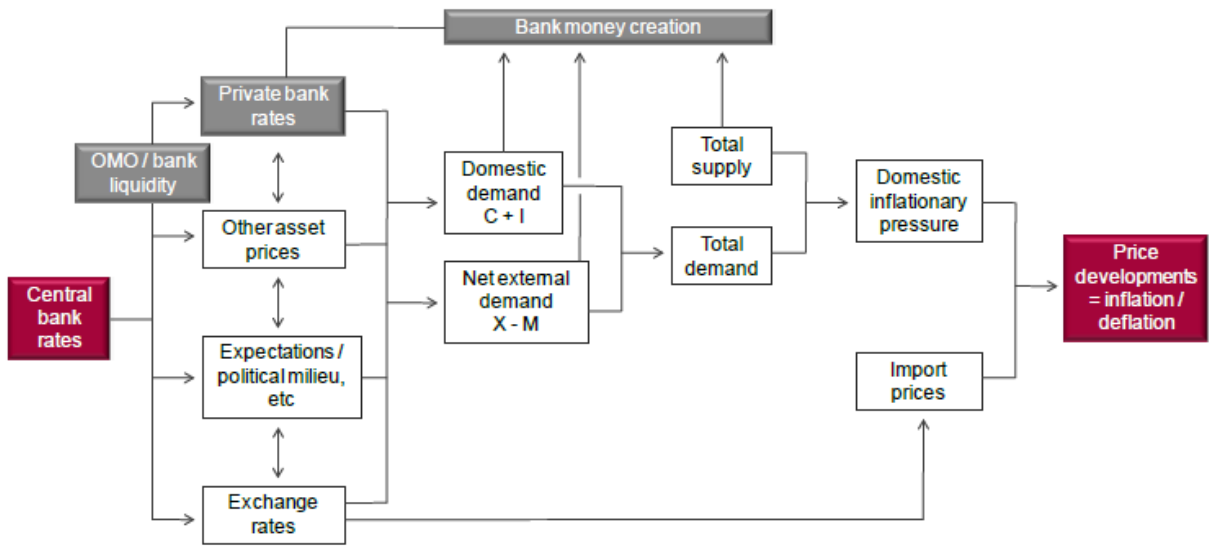 Bank money creation
Private bank
rates
OMO / bank
liquidity
Total
supply
Domestic
demand
C + I
Domestic
inflationary
pressure
Other asset
prices
Total
demand
Price
developments
= inflation /
deflation
Net external
demand
X - M
Central
bank
rates
Expectations /
political milieu,
etc
Import
prices
Exchange
rates